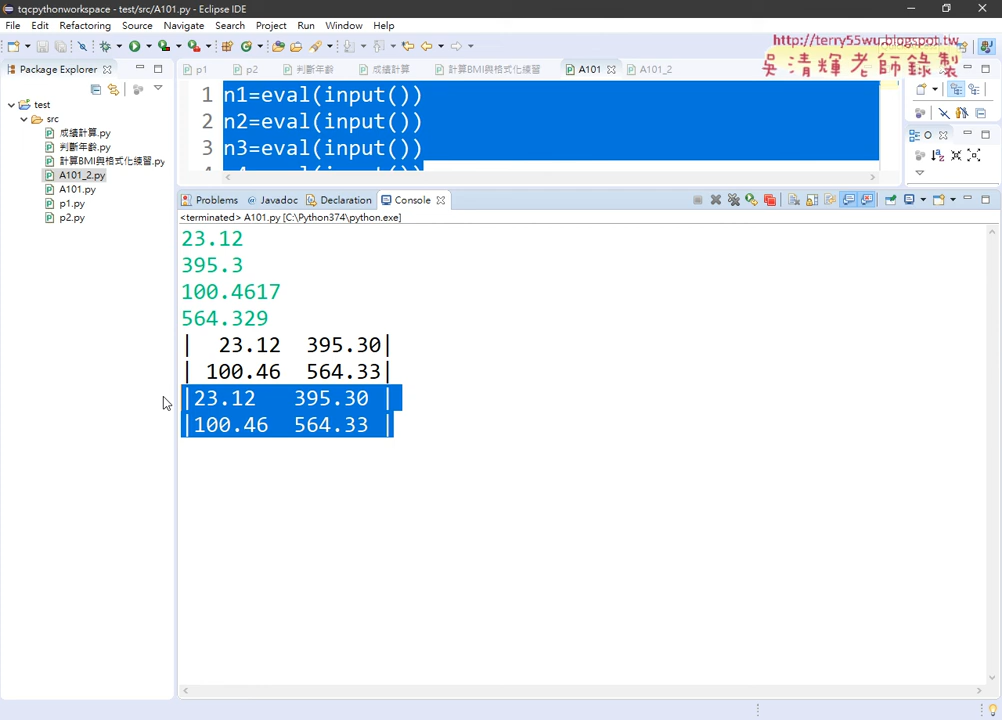 tqcpythonworkspace - test/src/A101.py - Eclipse IDE
File Edit Refactoring Source Navigate Search Project Run Window Help
http://terry55wu.blogspot.tw
吳清輝老師錄製
Package Explorer
p1 p2 判斷年齡 成績計算 計算BMI與格式化練習 A101 A101_2
test
src
成績計算.py
判斷年齡.py
計算BMI與格式化練習.py
A101_2.py
A101.py
p1.py
p2.py
1 n1=eval(input())
2 n2=eval(input())
3 n3=eval(input())
Problems Javadoc Declaration Console
<terminated> A101.py [C:\Python374\python.exe]
23.12
395.3
100.4617
564.329
|  23.12  395.30|
| 100.46  564.33|
|23.12   395.30 |
|100.46  564.33 |